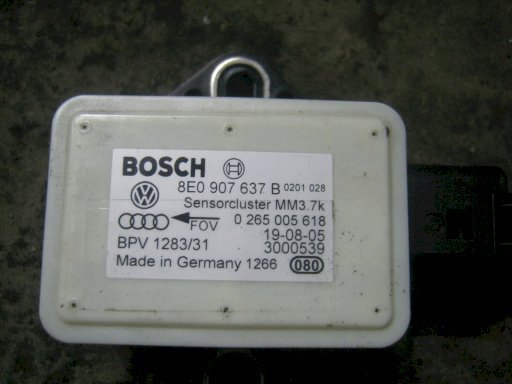 BOSCH
8E0 907 637 B 0201 028
Sensorcluster MM3.7k
FOV 0 265 005 618
BPV 1283/31 19-08-05
3000539
Made in Germany 1266 080